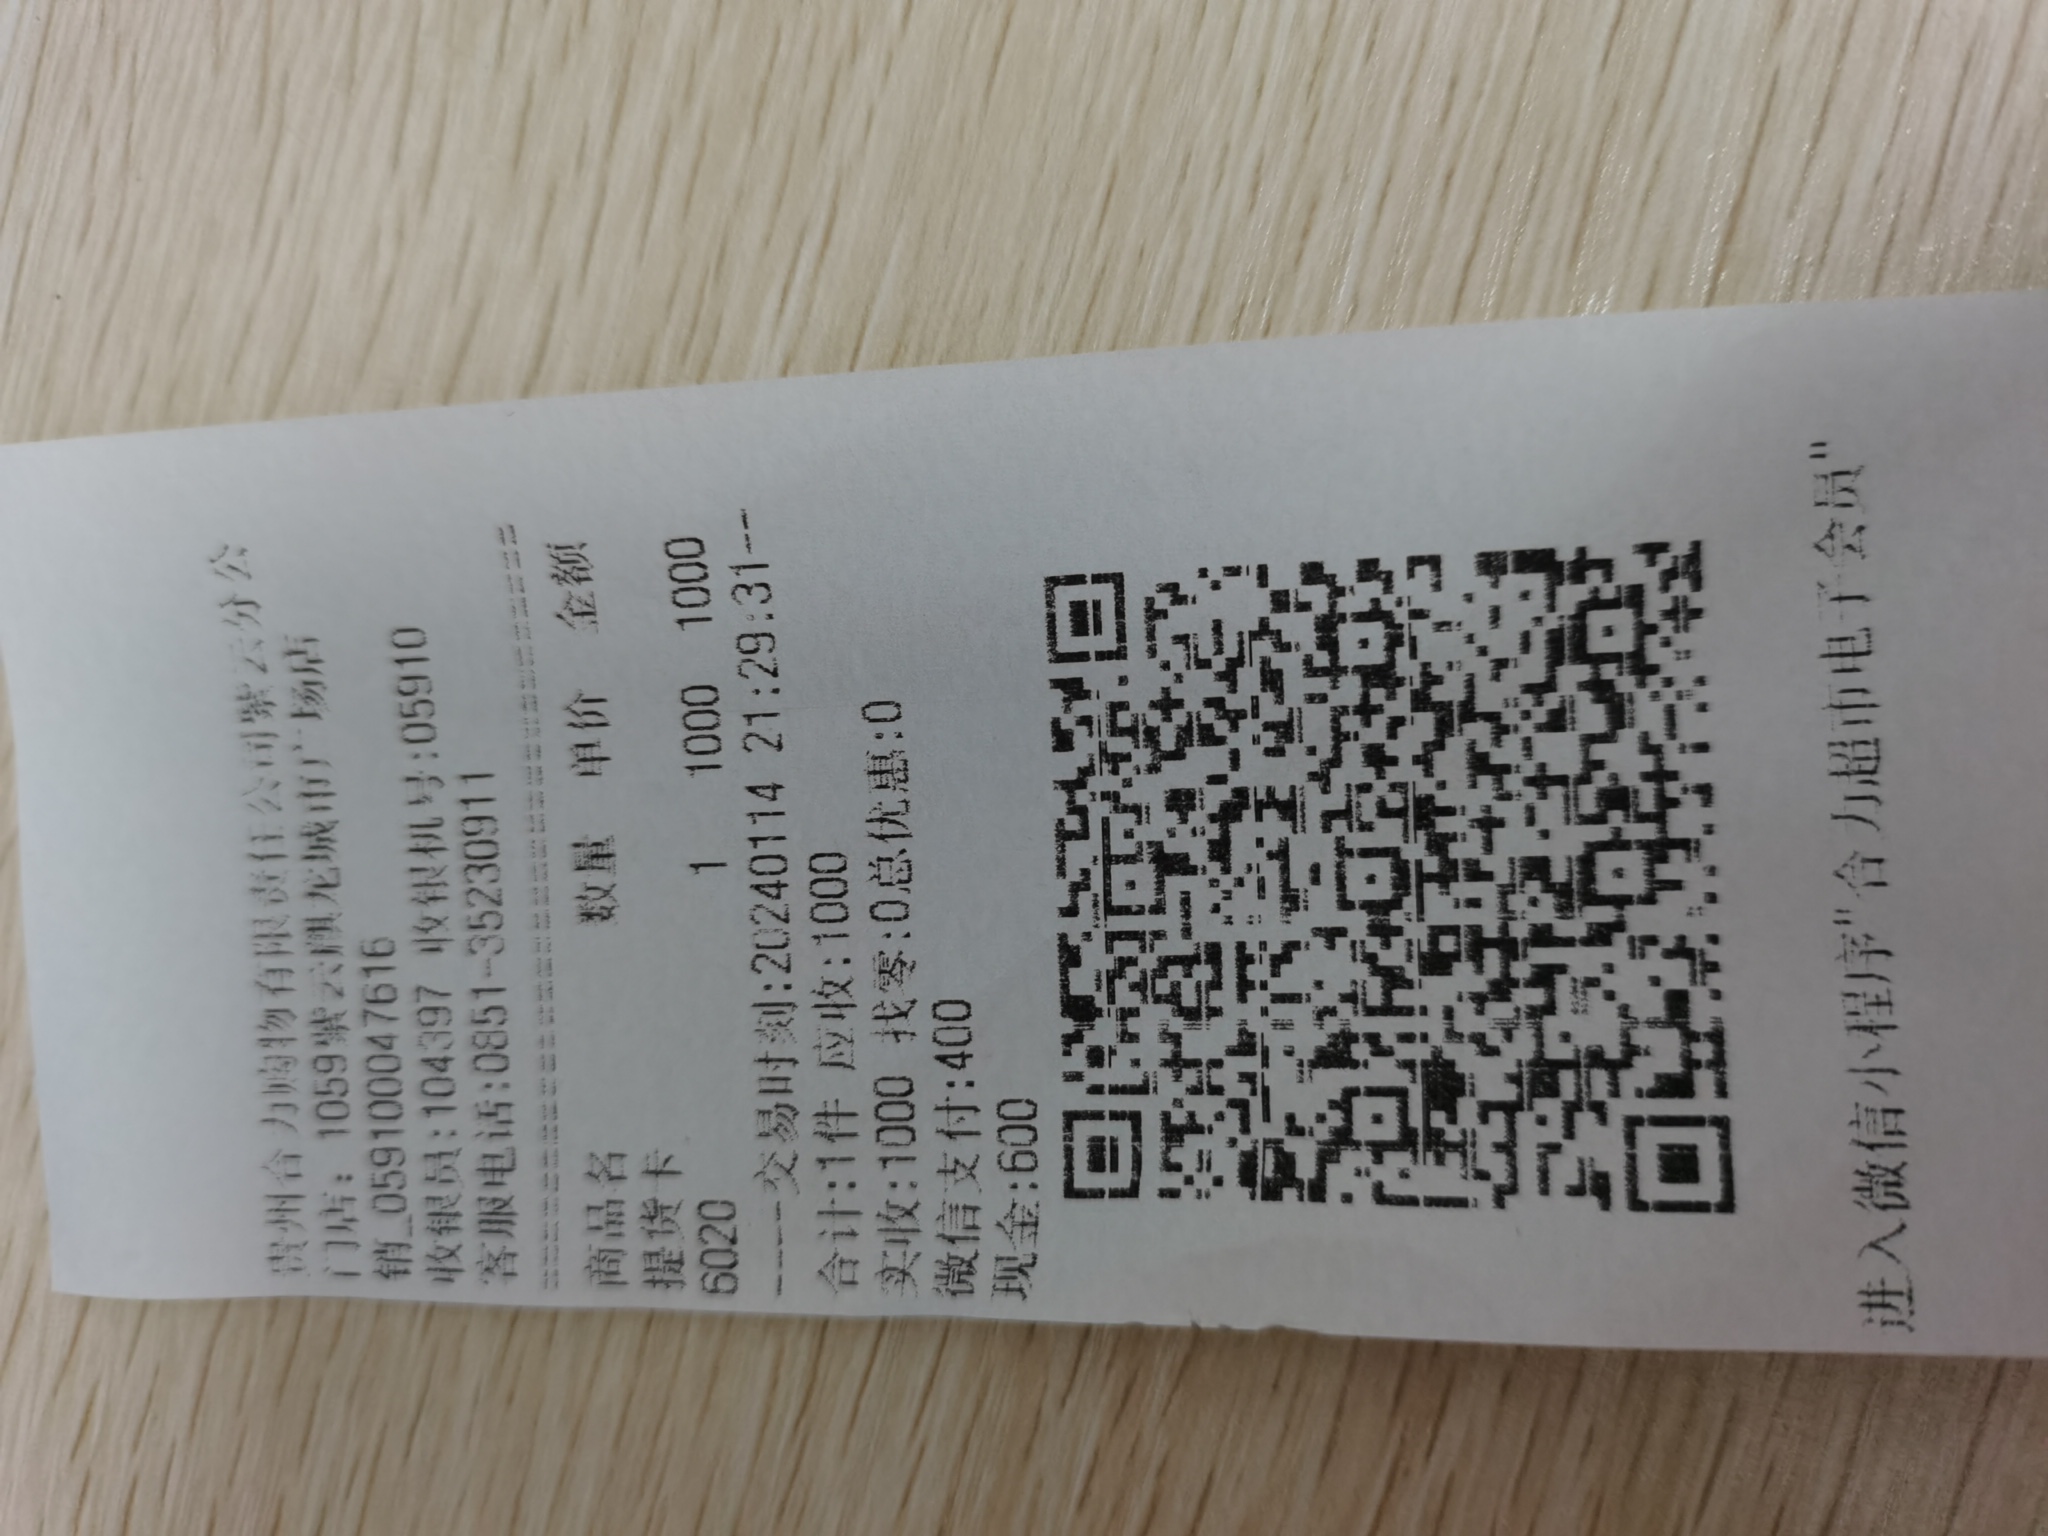 贵州合力购物有限责任公司紫云分公
门店: 1059紫云麒龙城市广场店
销_0591000047616
收银员:104397 收银机号:059910
客服电话:0851-35230911
================================
商品名 数量 单价 金额
提货卡
6020 1 1000 1000
----交易时刻:20240114 21:29:31--
合计:1件 应收:1000
实收:1000 找零:0总优惠:0
微信支付:400
现金:600
进入微信小程序"合力超市电子会员"